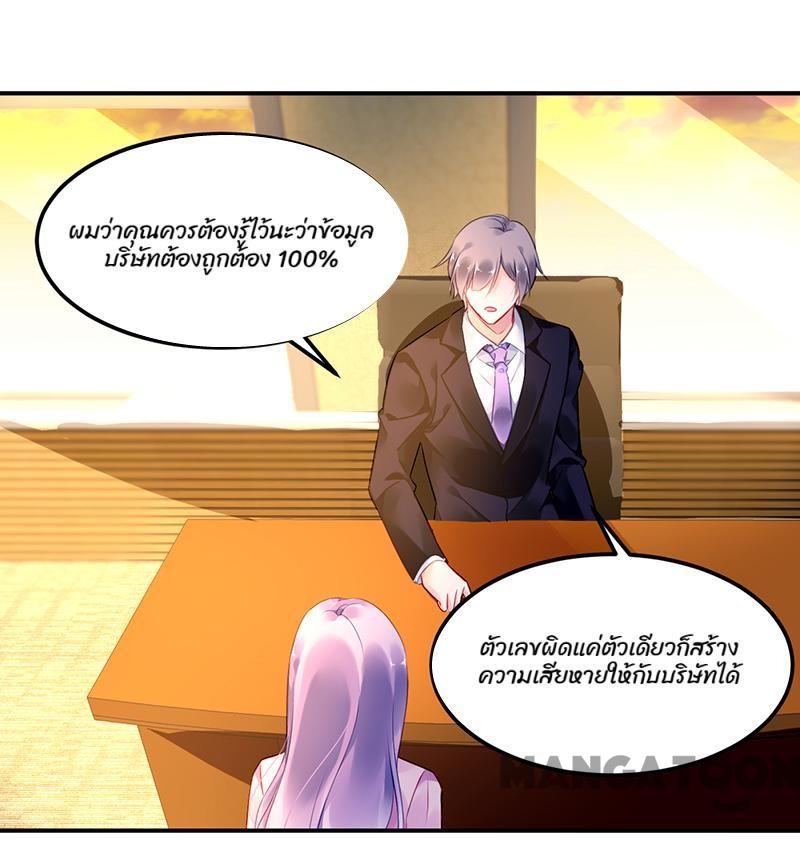 ผมว่าคุณควรต้องรู้ไว้นะว่าข้อมูล
บริษัทต้องถูกต้อง 100%
ตัวเลขผิดแค่ตัวเดียวก็สร้าง
ความเสียหายให้กับบริษัทได้
MANGATOON